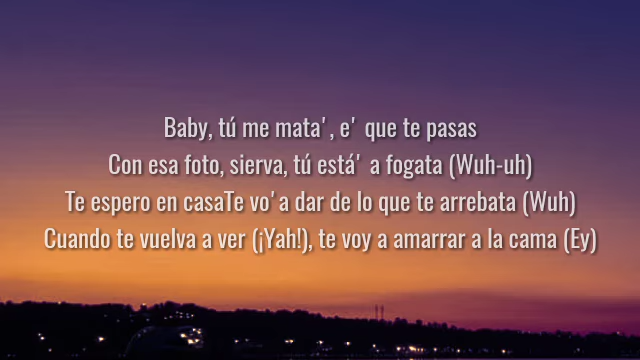 Baby, tú me mata', e' que te pasas
Con esa foto, sierva, tú está' a fogata (Wuh-uh)
Te espero en casaTe vo'a dar de lo que te arrebata (Wuh)
Cuando te vuelva a ver (¡Yah!), te voy a amarrar a la cama (Ey)